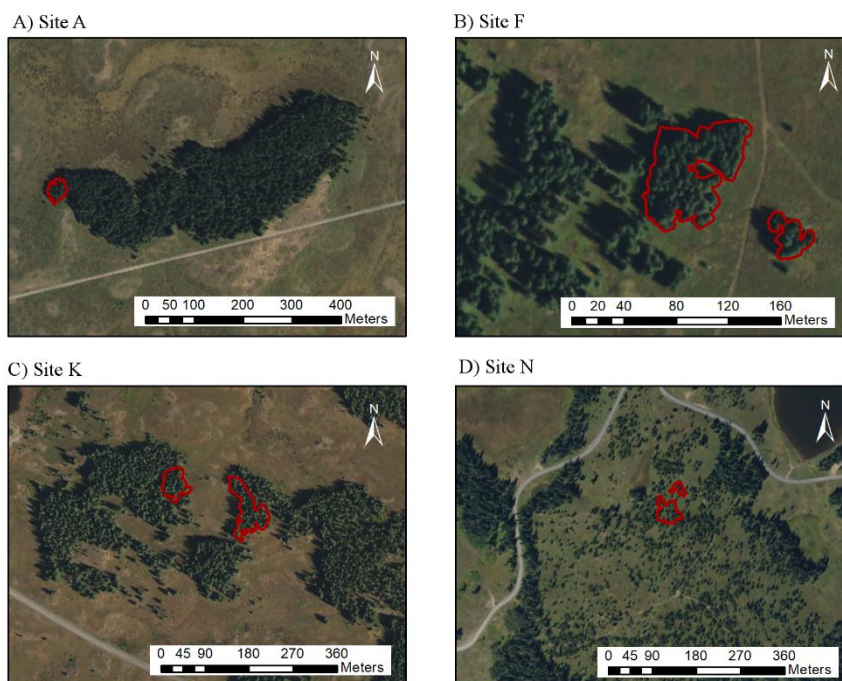 A) Site A
B) Site F
N
N
0 50 100 200 300 400
Meters
0 20 40 80 120 160
Meters
C) Site K
D) Site N
N
N
0 45 90 180 270 360
Meters
0 45 90 180 270 360
Meters